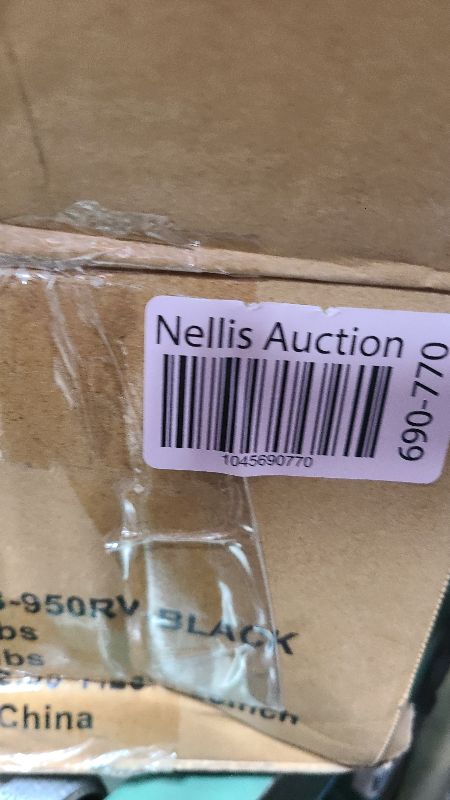 Nellis Auction
690-770
1045690770
-950RV BLACK
bs
bs
China